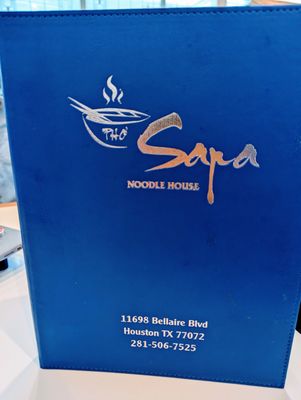 PHỞ
Sapa
NOODLE HOUSE
11698 Bellaire Blvd
Houston TX 77072
281-506-7525